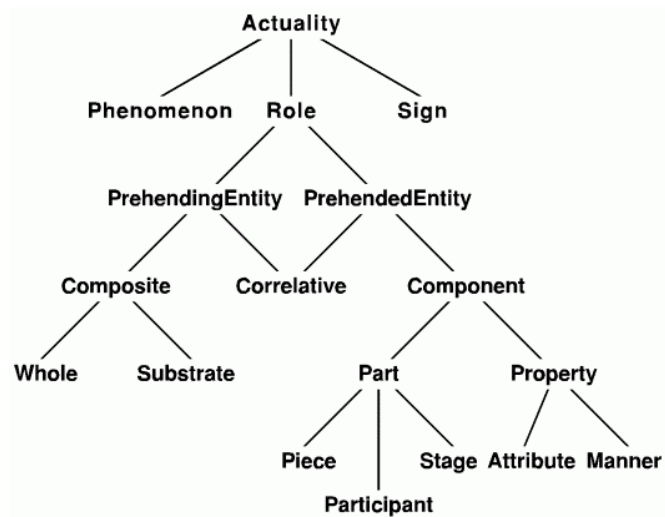 Actuality
Phenomenon Role Sign
PrehendingEntity PrehendedEntity
Composite Correlative Component
Whole Substrate Part Property
Piece Stage Attribute Manner
Participant